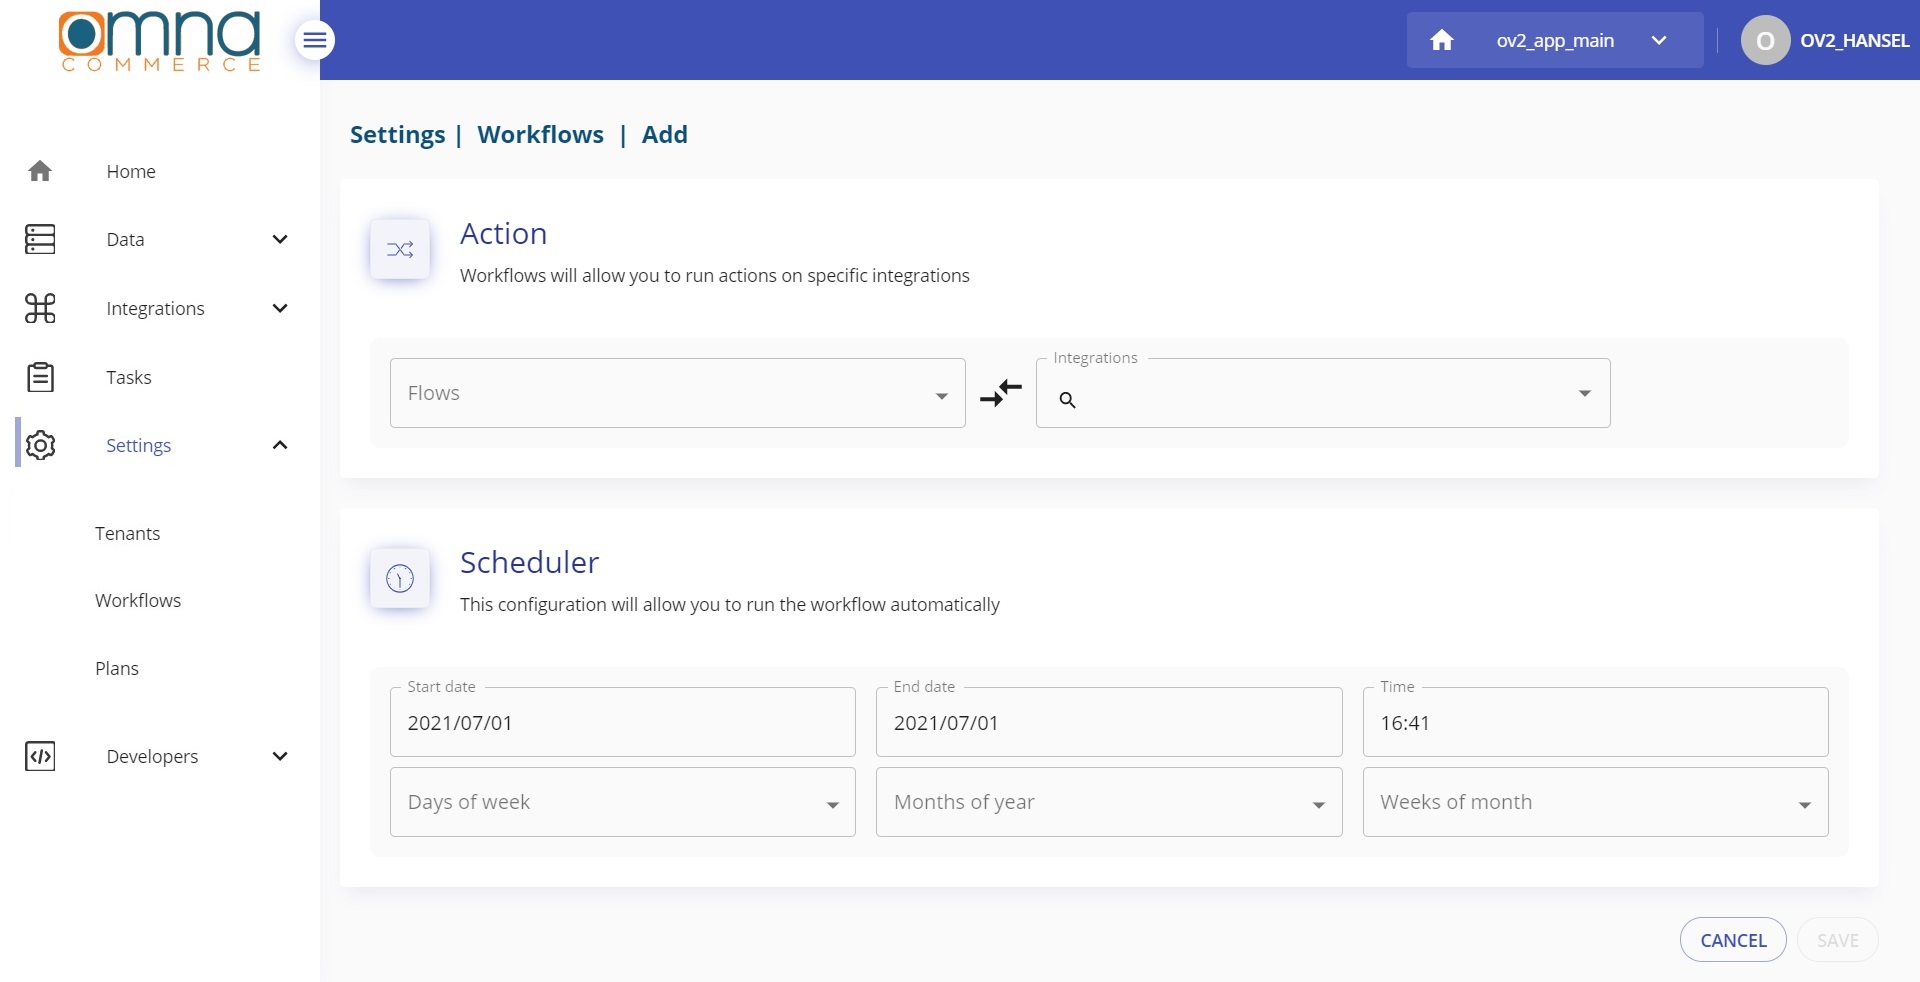 omna
COMMERCE
ov2_app_main
O
OV2_HANSEL
Settings | Workflows | Add
Home
Data
Integrations
Tasks
Settings
Tenants
Workflows
Plans
Developers
Action
Workflows will allow you to run actions on specific integrations
Flows
Integrations
Scheduler
This configuration will allow you to run the workflow automatically
Start date
2021/07/01
End date
2021/07/01
Time
16:41
Days of week
Months of year
Weeks of month
CANCEL
SAVE